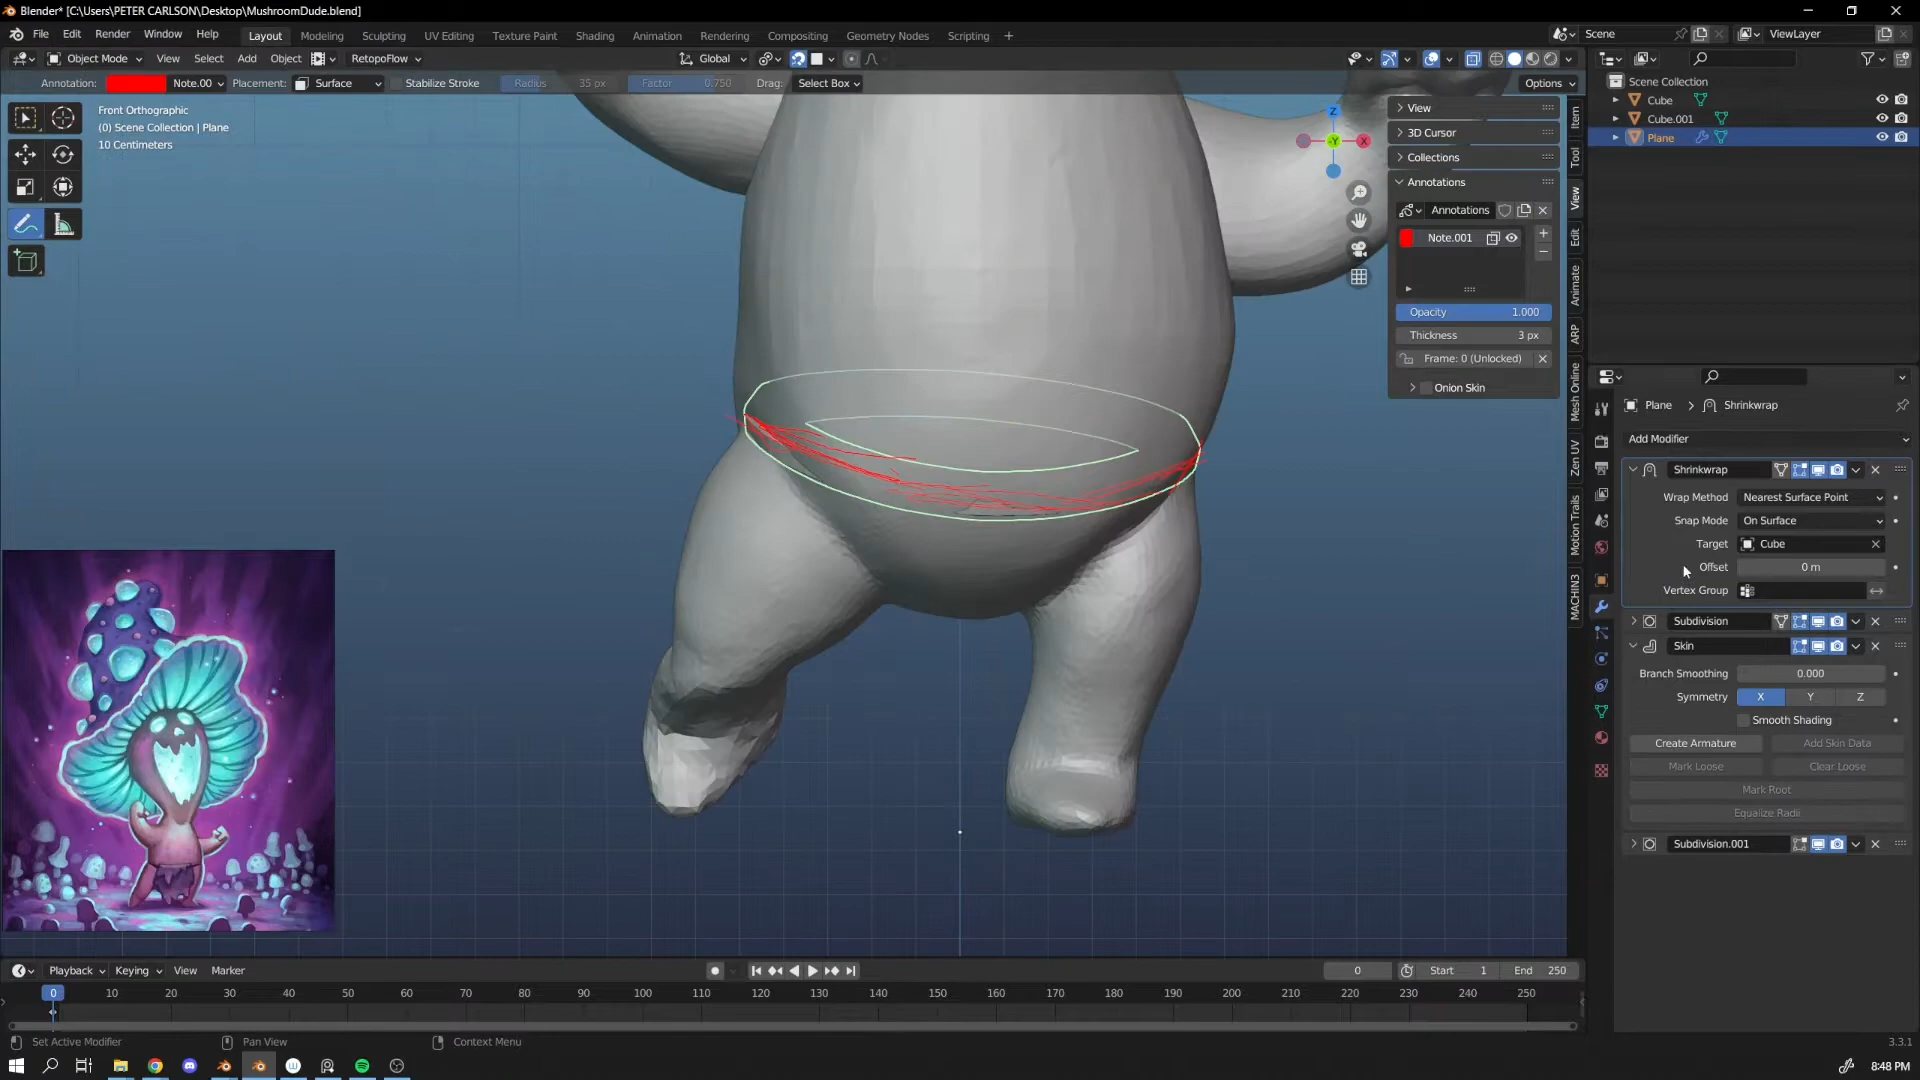 Blender* [C:\Users\PETER CARLSON\Desktop\MushroomDude.blend]
File Edit Render Window Help Layout Modeling Sculpting UV Editing Texture Paint Shading Animation Rendering Compositing Geometry Nodes Scripting + Scene ViewLayer
Object Mode View Select Add Object RetopoFlow Global
Annotation: Note.00 Placement: Surface Stabilize Stroke Radius 35 px Factor 0.750 Drag: Select Box Options
Front Orthographic
(0) Scene Collection | Plane
10 Centimeters
Z
Y
X
View
3D Cursor
Collections
Annotations
Annotations
Note.001
Opacity 1.000
Thickness 3 px
Frame: 0 (Unlocked)
Onion Skin
Item
Tool
View
Edit
Animate
ARP
Mesh Online
Zen UV
Motion Trails
MACHIN3
Scene Collection
Cube
Cube.001
Plane
Plane Shrinkwrap
Add Modifier
Shrinkwrap
Wrap Method Nearest Surface Point
Snap Mode On Surface
Target Cube
Offset 0 m
Vertex Group
Subdivision
Skin
Branch Smoothing 0.000
Symmetry X Y Z
Smooth Shading
Create Armature Add Skin Data
Mark Loose Clear Loose
Mark Root
Equalize Radii
Subdivision.001
Playback Keying View Marker 0 Start 1 End 250
0 10 20 30 40 50 60 70 80 90 100 110 120 130 140 150 160 170 180 190 200 210 220 230 240 250
Set Active Modifier Pan View Context Menu 3.3.1
8:48 PM